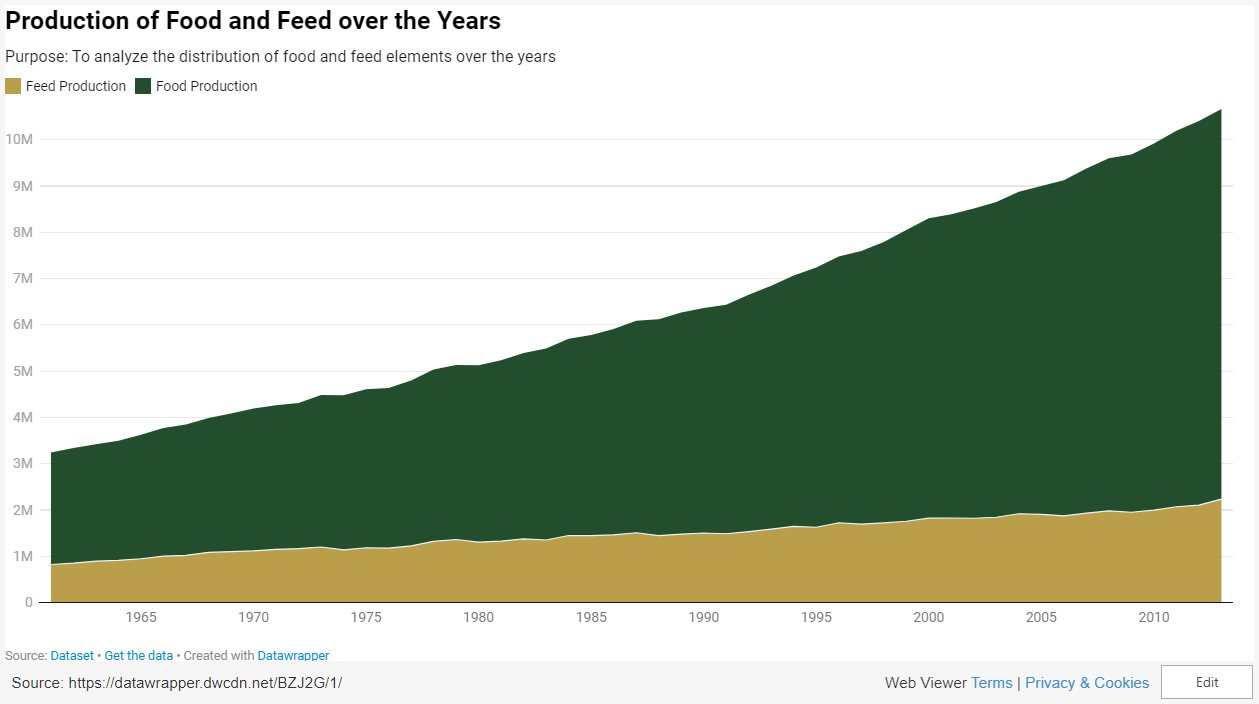 Production of Food and Feed over the Years
Purpose: To analyze the distribution of food and feed elements over the years
Feed Production Food Production
10M
9M
8M
7M
6M
5M
4M
3M
2M
1M
0
1965 1970 1975 1980 1985 1990 1995 2000 2005 2010
Source: Dataset • Get the data • Created with Datawrapper
Source: https://datawrapper.dwcdn.net/BZJ2G/1/ Web Viewer Terms | Privacy & Cookies Edit